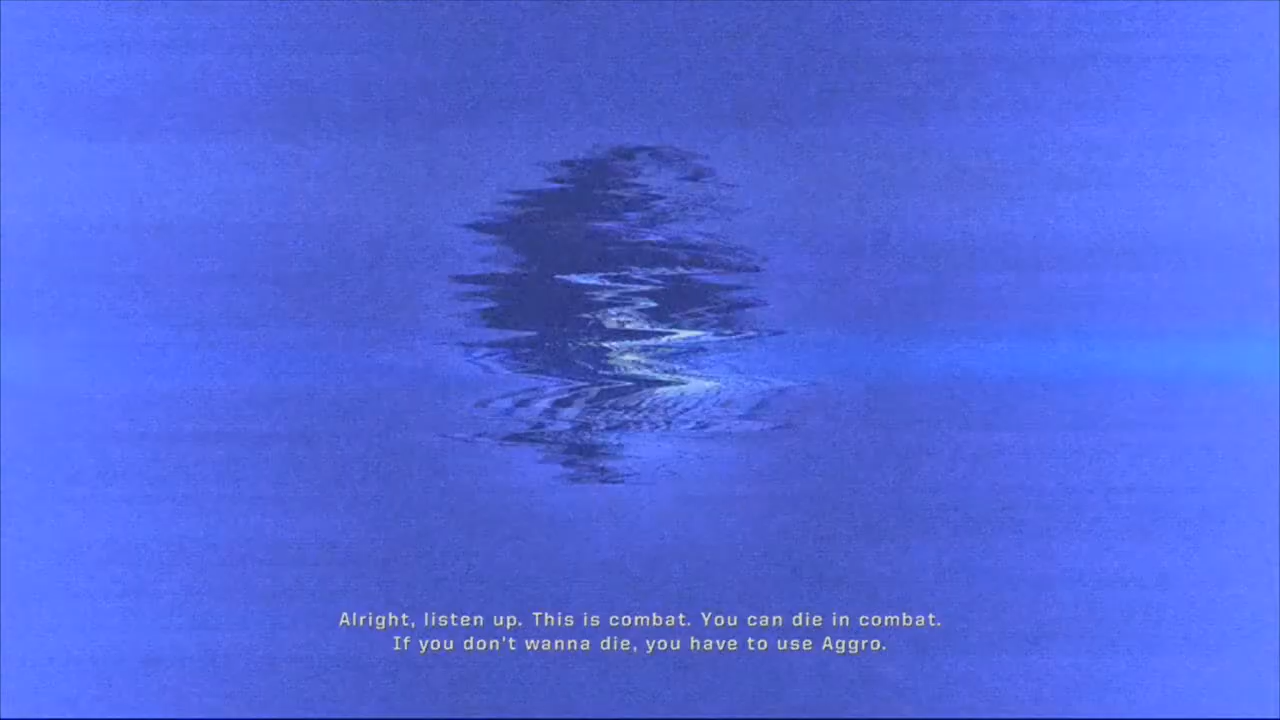 Alright, listen up. This is combat. You can die in combat.
If you don't wanna die, you have to use Aggro.